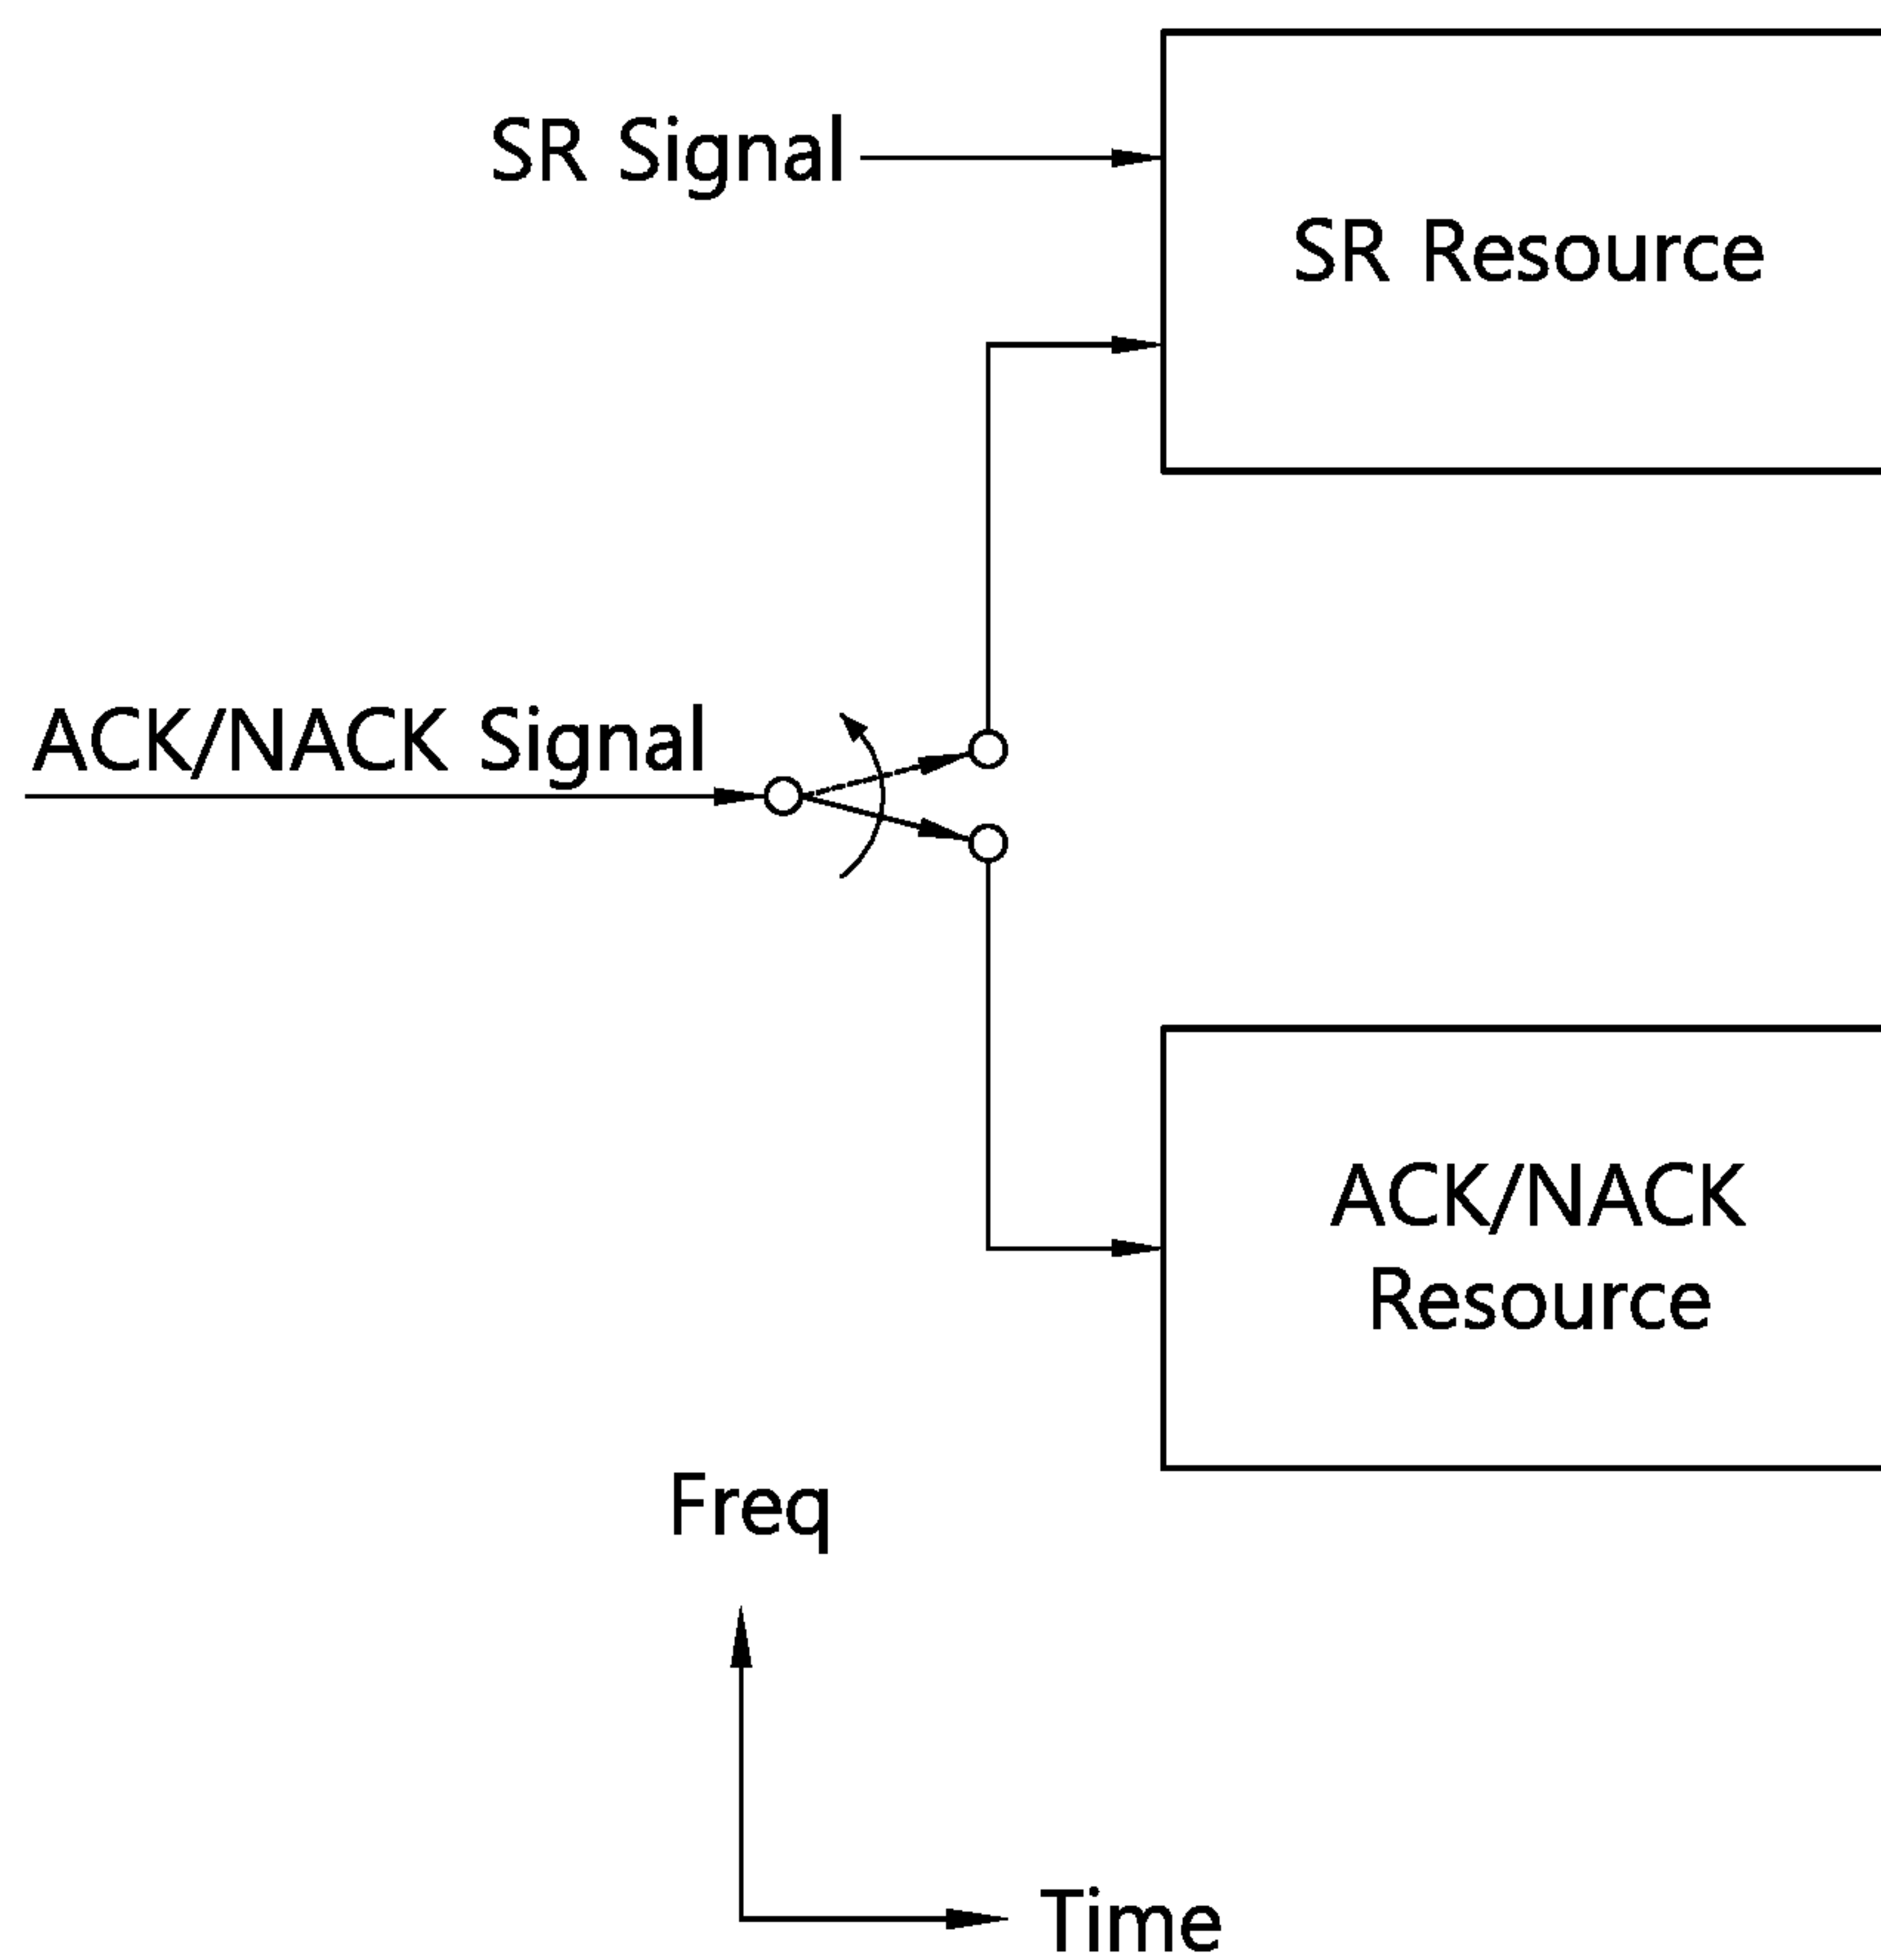 SR Signal
SR Resource
ACK/NACK Signal
ACK/NACK
Resource
Freq
Time